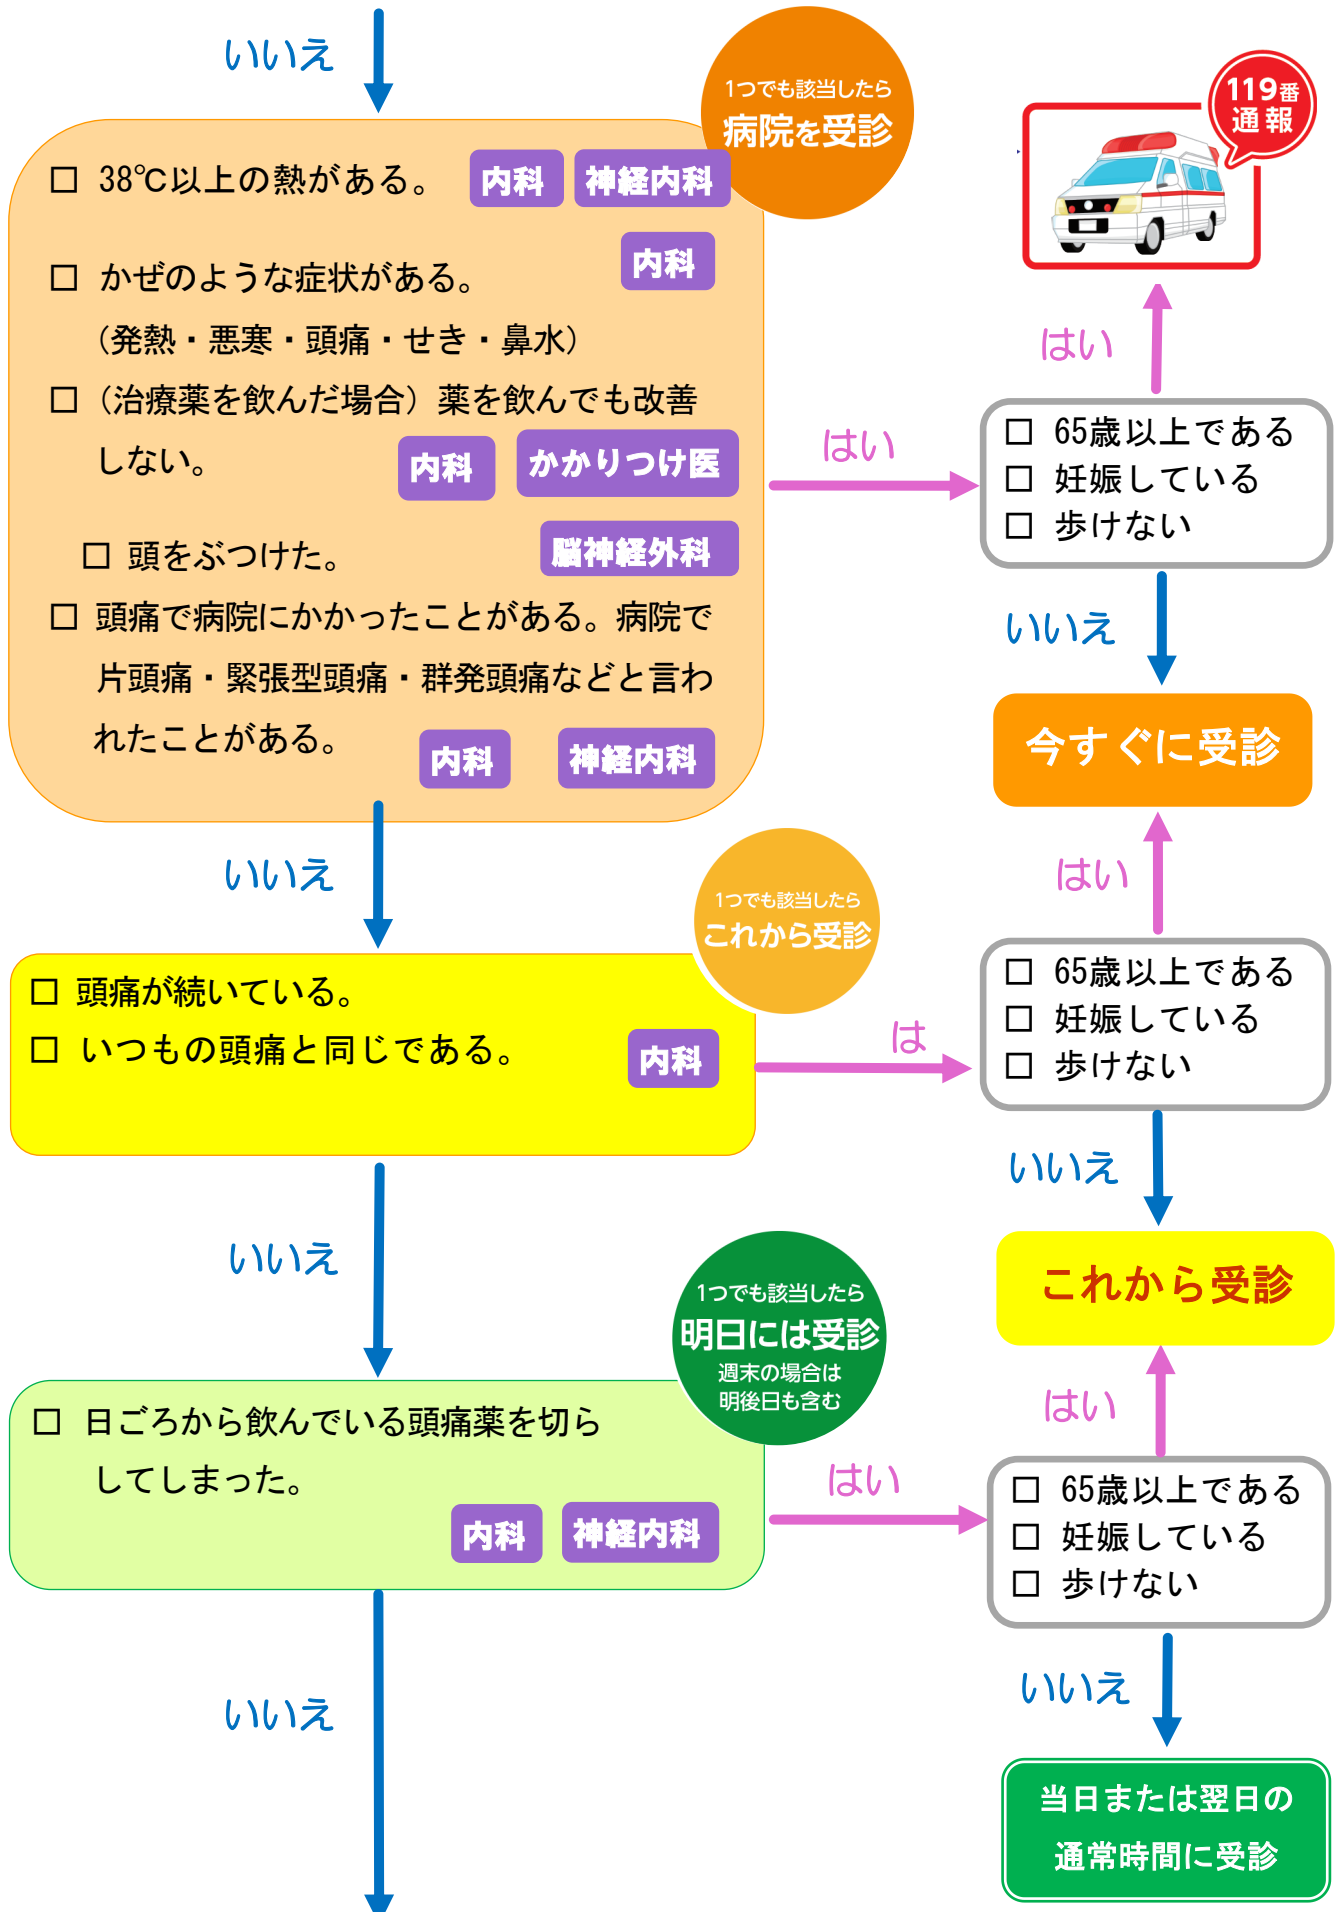 いいえ
1つでも該当したら
病院を受診
□ 38℃以上の熱がある。 内科 神経内科
内科
□ かぜのような症状がある。
（発熱・悪寒・頭痛・せき・鼻水）
□ （治療薬を飲んだ場合）薬を飲んでも改善
しない。 内科 かかりつけ医
□ 頭をぶつけた。 脳神経外科
□ 頭痛で病院にかかったことがある。病院で
片頭痛・緊張型頭痛・群発頭痛などと言わ
れたことがある。 内科 神経内科
はい
119番
通報
はい
□ 65歳以上である
□ 妊娠している
□ 歩けない
いいえ
今すぐに受診
いいえ
1つでも該当したら
これから受診
□ 頭痛が続いている。
□ いつもの頭痛と同じである。 内科
は
はい
□ 65歳以上である
□ 妊娠している
□ 歩けない
いいえ
これから受診
いいえ
1つでも該当したら
明日には受診
週末の場合は
明後日も含む
□ 日ごろから飲んでいる頭痛薬を切ら
してしまった。
内科 神経内科
はい
はい
□ 65歳以上である
□ 妊娠している
□ 歩けない
いいえ
当日または翌日の
通常時間に受診
いいえ